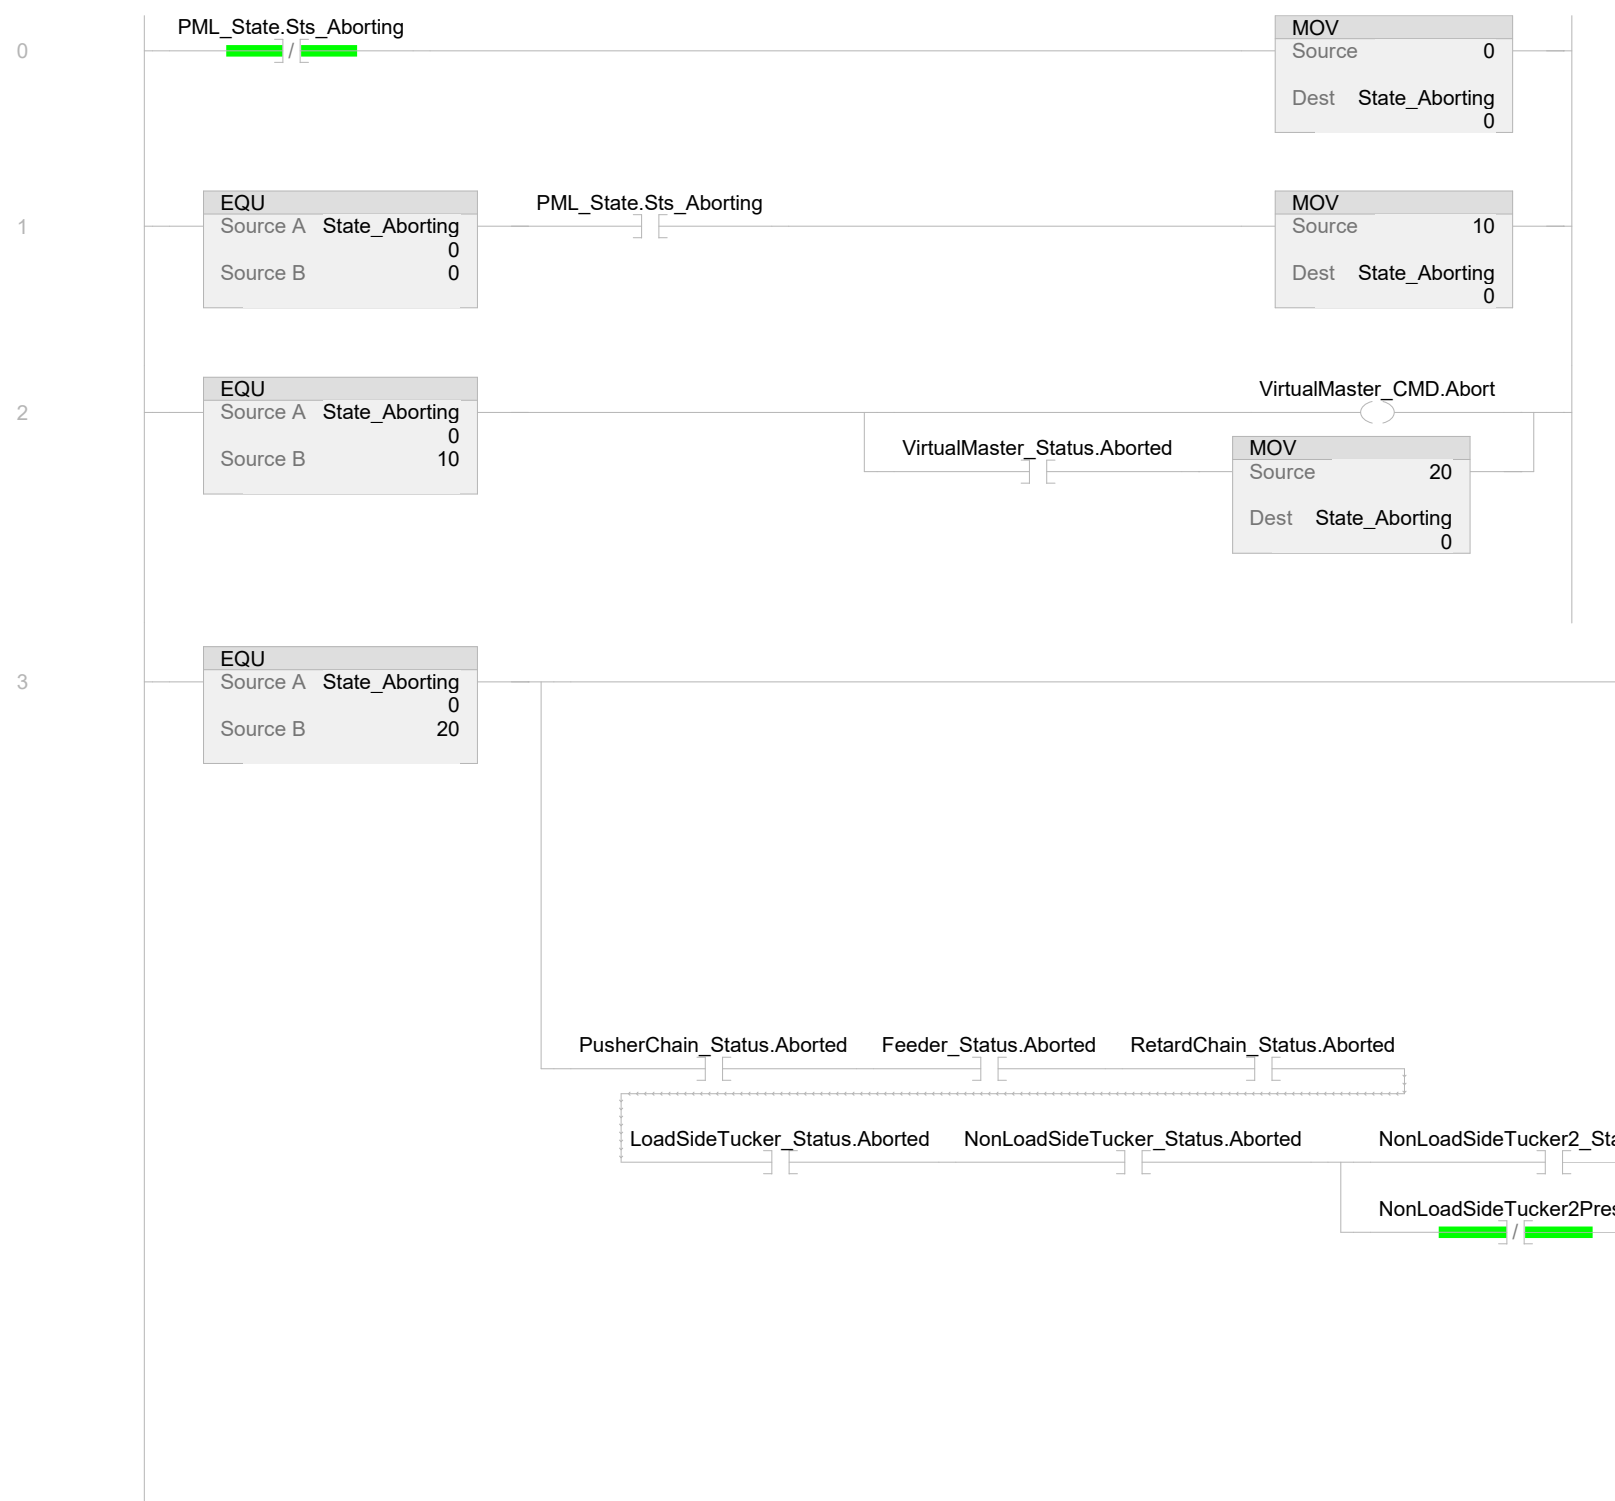 PML_State.Sts_Aborting
MOV
0
/
Source 0
Dest State_Aborting
0
EQU
PML_State.Sts_Aborting
MOV
1
Source A State_Aborting
Source 10
0
Source B 0
Dest State_Aborting
0
EQU
VirtualMaster_CMD.Abort
2
Source A State_Aborting
0
VirtualMaster_Status.Aborted
MOV
Source B 10
Source 20
Dest State_Aborting
0
EQU
3
Source A State_Aborting
0
Source B 20
PusherChain_Status.Aborted Feeder_Status.Aborted RetardChain_Status.Aborted
LoadSideTucker_Status.Aborted NonLoadSideTucker_Status.Aborted NonLoadSideTucker2_Sta
NonLoadSideTucker2Pres
/